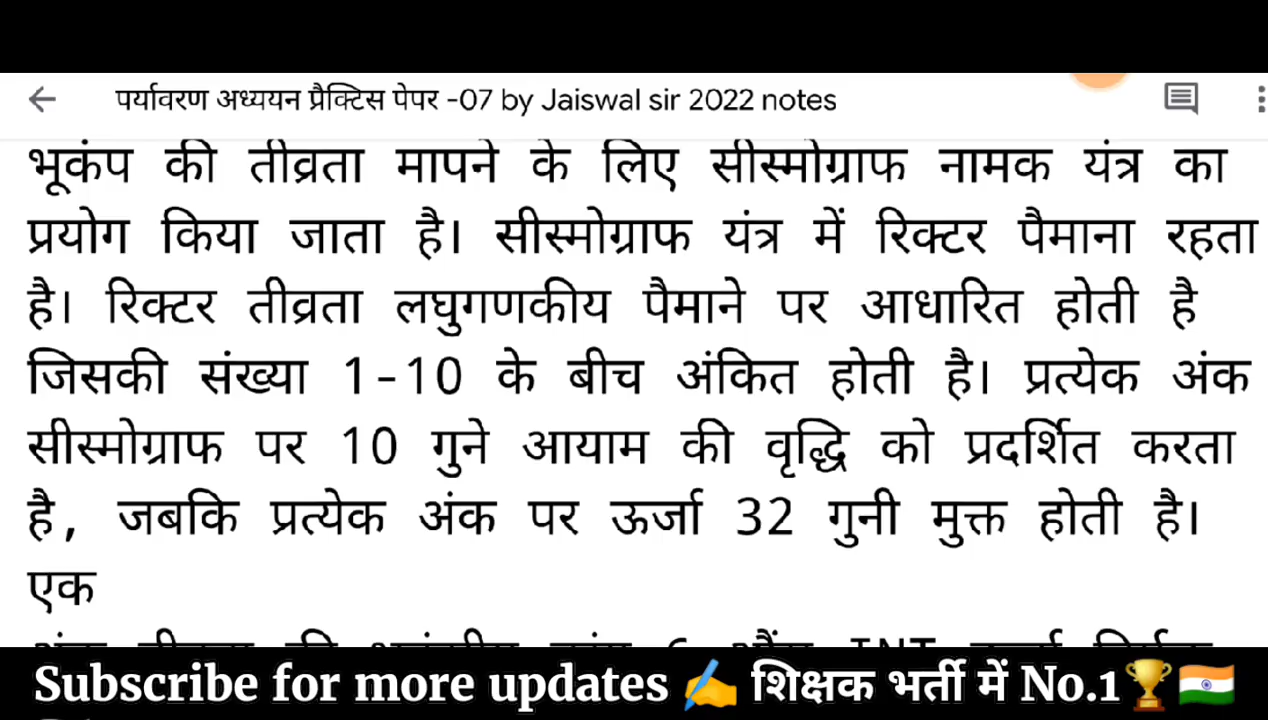 पर्यावरण अध्ययन प्रैक्टिस पेपर -07 by Jaiswal sir 2022 notes
भूकंप की तीव्रता मापने के लिए सीस्मोग्राफ नामक यंत्र का
प्रयोग किया जाता है। सीस्मोग्राफ यंत्र में रिक्टर पैमाना रहता
है। रिक्टर तीव्रता लघुगणकीय पैमाने पर आधारित होती है
जिसकी संख्या 1-10 के बीच अंकित होती है। प्रत्येक अंक
सीस्मोग्राफ पर 10 गुने आयाम की वृद्धि को प्रदर्शित करता
है, जबकि प्रत्येक अंक पर ऊर्जा 32 गुनी मुक्त होती है।
एक
Subscribe for more updates ✍️ शिक्षक भर्ती में No.1🏆🇮🇳